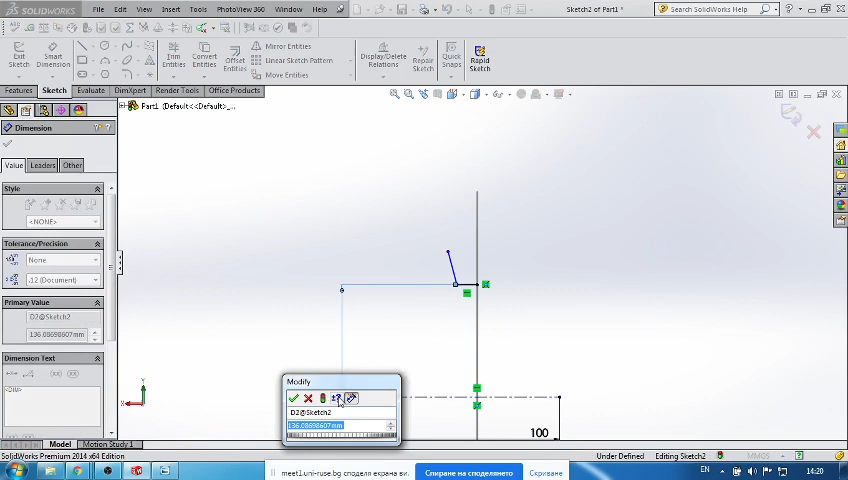 SOLIDWORKS
File Edit View Insert Tools PhotoView 360 Window Help
Sketch2 of Part1 *
Search SolidWorks Help
Exit Sketch
Smart Dimension
Trim Entities
Convert Entities
Offset Entities
Mirror Entities
Linear Sketch Pattern
Move Entities
Display/Delete Relations
Repair Sketch
Quick Snaps
Rapid Sketch
Features Sketch Evaluate DimXpert Render Tools Office Products
Part1 (Default<<Default>_...
Dimension
Value Leaders Other
Style
<NONE>
Tolerance/Precision
None
.12 (Document)
Primary Value
D2@Sketch2
136.08698607mm
Dimension Text
<DIM>
Modify
D2@Sketch2
136.08698607mm
100
Y
X
Model Motion Study 1
SolidWorks Premium 2014 x64 Edition
Under Defined Editing Sketch2 MMGS
meet1.uni-ruse.bg споделя екрана ви.
Спиране на споделянето
Скриване
EN
14:20